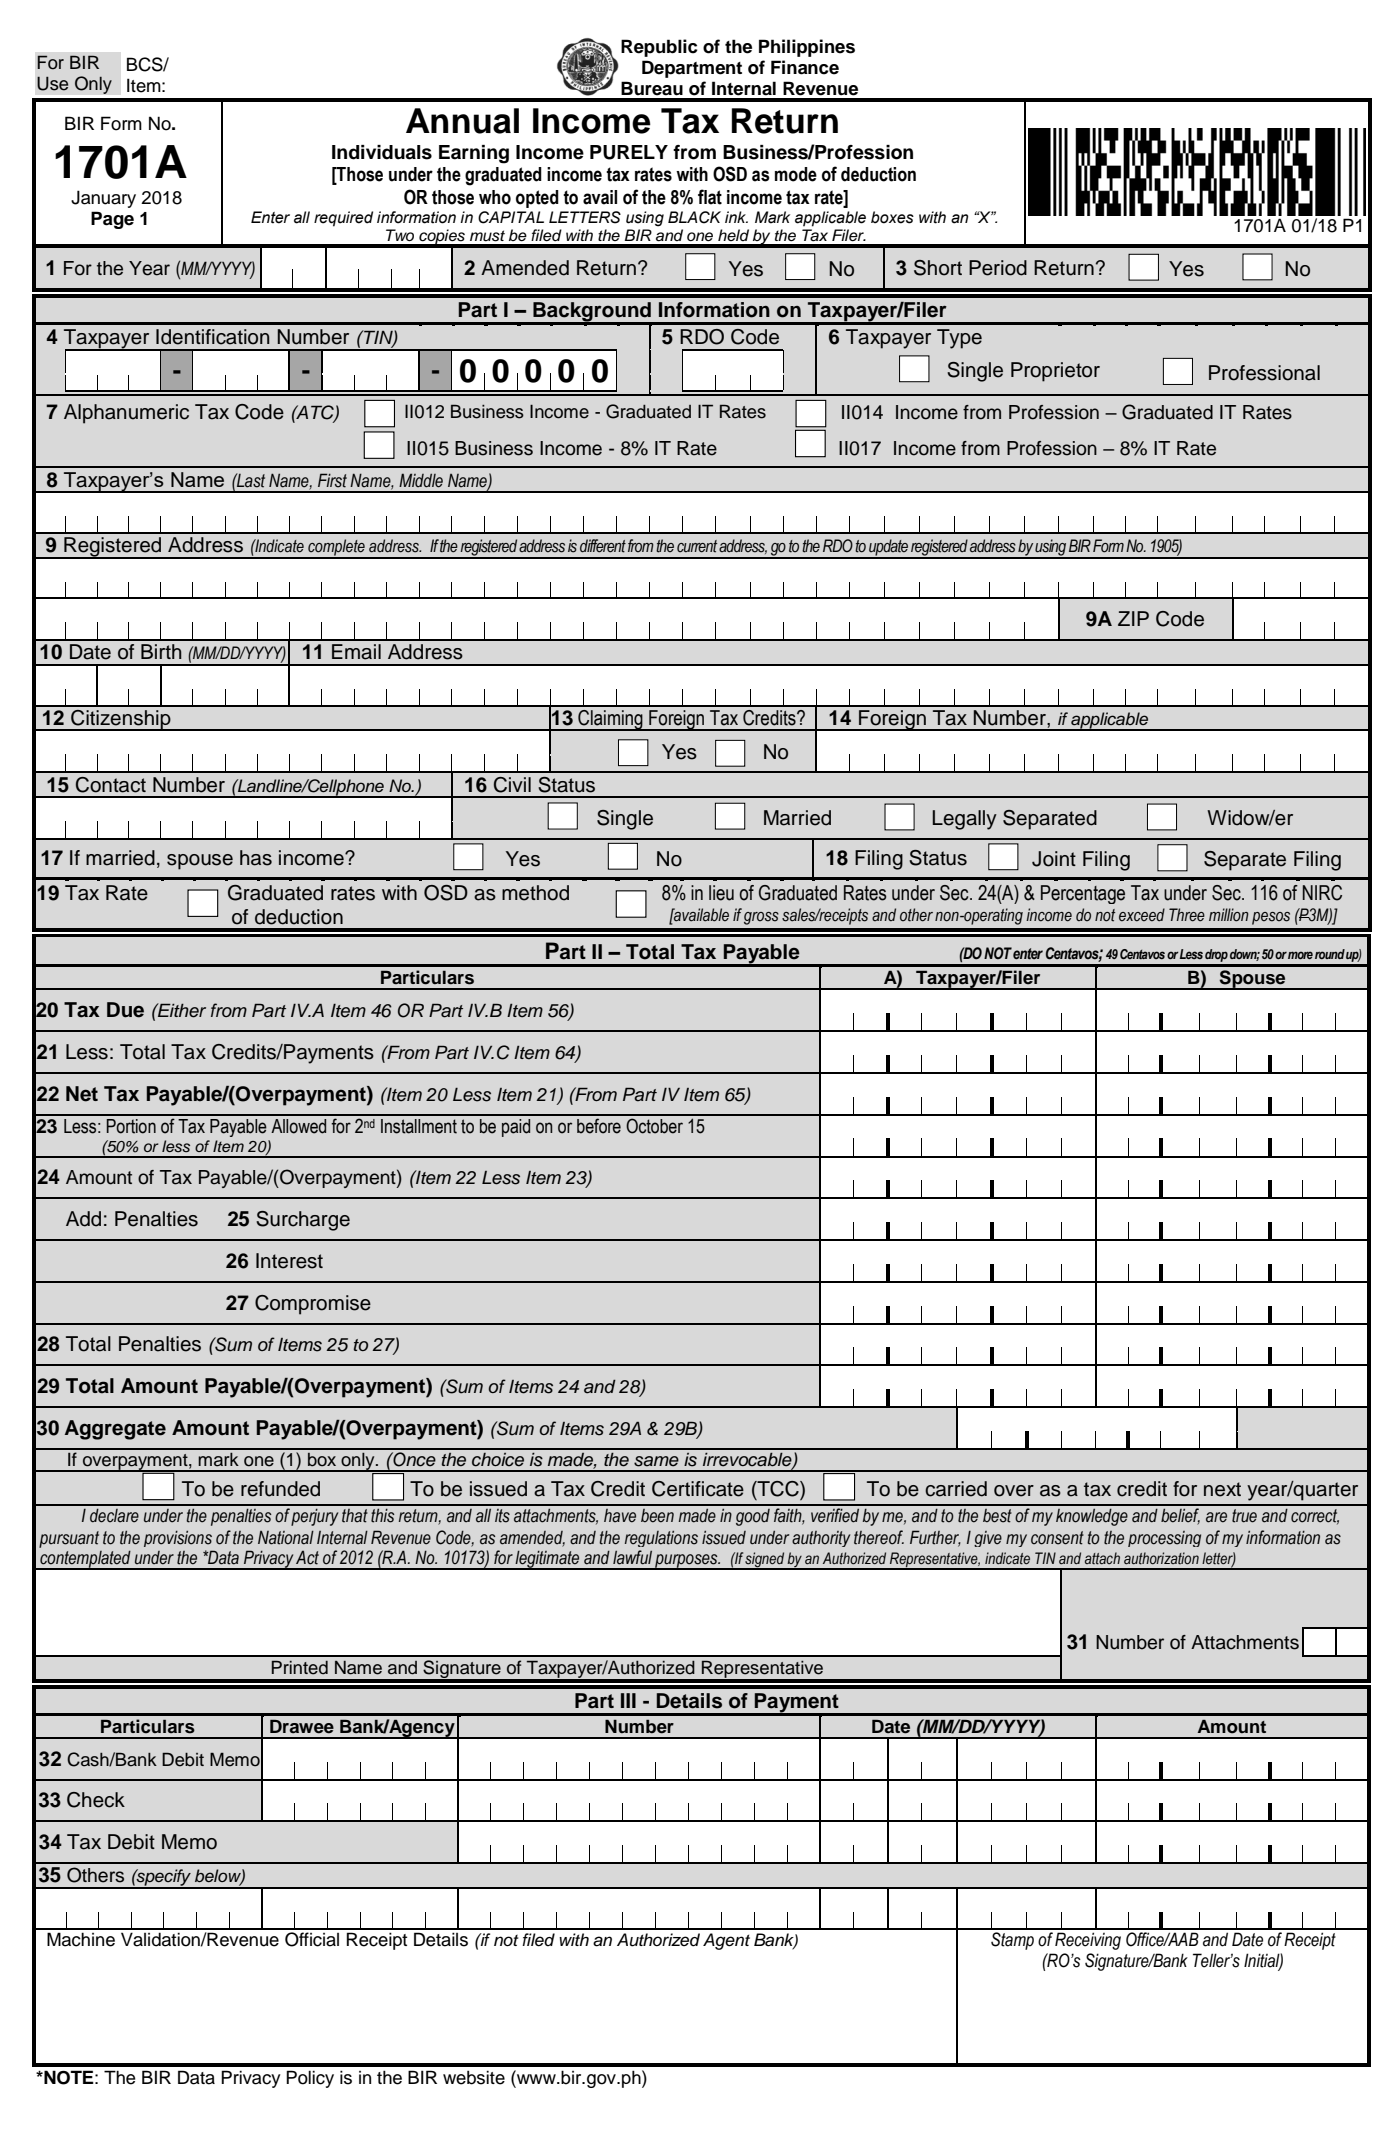 For BIR Use Only BCS/ Item:
Republic of the Philippines
Department of Finance
Bureau of Internal Revenue
BIR Form No.
1701A
January 2018
Page 1
Annual Income Tax Return
Individuals Earning Income PURELY from Business/Profession
[Those under the graduated income tax rates with OSD as mode of deduction
OR those who opted to avail of the 8% flat income tax rate]
Enter all required information in CAPITAL LETTERS using BLACK ink. Mark applicable boxes with an “X”.
Two copies must be filed with the BIR and one held by the Tax Filer.
1701A 01/18 P1
1 For the Year (MM/YYYY) 2 Amended Return? Yes No 3 Short Period Return? Yes No
Part I – Background Information on Taxpayer/Filer
4 Taxpayer Identification Number (TIN) 5 RDO Code 6 Taxpayer Type
- - - 0 0 0 0 0 Single Proprietor Professional
7 Alphanumeric Tax Code (ATC) II012 Business Income - Graduated IT Rates II014 Income from Profession – Graduated IT Rates
II015 Business Income - 8% IT Rate II017 Income from Profession – 8% IT Rate
8 Taxpayer’s Name (Last Name, First Name, Middle Name)
9 Registered Address (Indicate complete address. If the registered address is different from the current address, go to the RDO to update registered address by using BIR Form No. 1905)
9A ZIP Code
10 Date of Birth (MM/DD/YYYY) 11 Email Address
12 Citizenship 13 Claiming Foreign Tax Credits? 14 Foreign Tax Number, if applicable
Yes No
15 Contact Number (Landline/Cellphone No.) 16 Civil Status
Single Married Legally Separated Widow/er
17 If married, spouse has income? Yes No 18 Filing Status Joint Filing Separate Filing
19 Tax Rate Graduated rates with OSD as method 8% in lieu of Graduated Rates under Sec. 24(A) & Percentage Tax under Sec. 116 of NIRC
of deduction [available if gross sales/receipts and other non-operating income do not exceed Three million pesos (P3M)]
Part II – Total Tax Payable (DO NOT enter Centavos; 49 Centavos or Less drop down; 50 or more round up)
Particulars A) Taxpayer/Filer B) Spouse
20 Tax Due (Either from Part IV.A Item 46 OR Part IV.B Item 56)
21 Less: Total Tax Credits/Payments (From Part IV.C Item 64)
22 Net Tax Payable/(Overpayment) (Item 20 Less Item 21) (From Part IV Item 65)
23 Less: Portion of Tax Payable Allowed for 2nd Installment to be paid on or before October 15
(50% or less of Item 20)
24 Amount of Tax Payable/(Overpayment) (Item 22 Less Item 23)
Add: Penalties 25 Surcharge
26 Interest
27 Compromise
28 Total Penalties (Sum of Items 25 to 27)
29 Total Amount Payable/(Overpayment) (Sum of Items 24 and 28)
30 Aggregate Amount Payable/(Overpayment) (Sum of Items 29A & 29B)
If overpayment, mark one (1) box only. (Once the choice is made, the same is irrevocable)
To be refunded To be issued a Tax Credit Certificate (TCC) To be carried over as a tax credit for next year/quarter
I declare under the penalties of perjury that this return, and all its attachments, have been made in good faith, verified by me, and to the best of my knowledge and belief, are true and correct,
pursuant to the provisions of the National Internal Revenue Code, as amended, and the regulations issued under authority thereof. Further, I give my consent to the processing of my information as
contemplated under the *Data Privacy Act of 2012 (R.A. No. 10173) for legitimate and lawful purposes. (If signed by an Authorized Representative, indicate TIN and attach authorization letter)
31 Number of Attachments
Printed Name and Signature of Taxpayer/Authorized Representative
Part III - Details of Payment
Particulars Drawee Bank/Agency Number Date (MM/DD/YYYY) Amount
32 Cash/Bank Debit Memo
33 Check
34 Tax Debit Memo
35 Others (specify below)
Machine Validation/Revenue Official Receipt Details (if not filed with an Authorized Agent Bank) Stamp of Receiving Office/AAB and Date of Receipt
(RO’s Signature/Bank Teller’s Initial)
*NOTE: The BIR Data Privacy Policy is in the BIR website (www.bir.gov.ph)